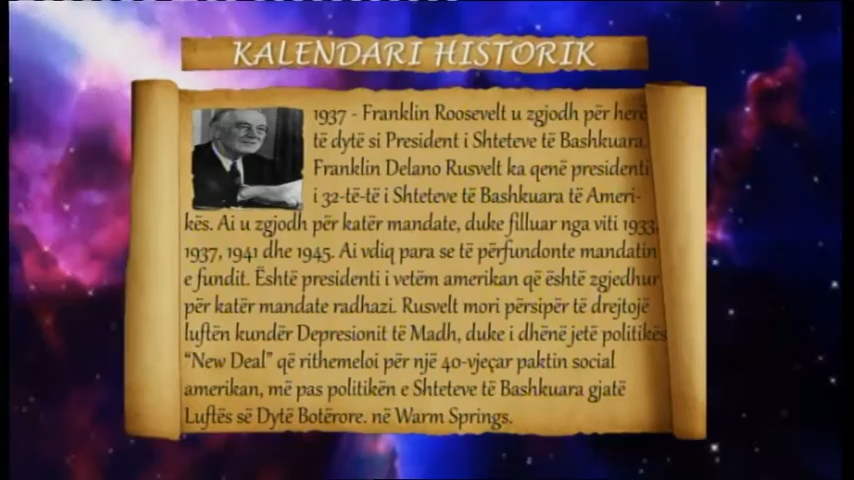 KALENDARI HISTORIK
1937 - Franklin Roosevelt u zgjodh për herë
të dytë si President i Shteteve të Bashkuara.
Franklin Delano Rusvelt ka qenë presidenti
i 32-të-të i Shteteve të Bashkuara të Ameri-
kës. Ai u zgjodh për katër mandate, duke filluar nga viti 1933,
1937, 1941 dhe 1945. Ai vdiq para se të përfundonte mandatin
e fundit. Është presidenti i vetëm amerikan që është zgjedhur
për katër mandate radhazi. Rusvelt mori përsipër të drejtojë
luftën kundër Depresionit të Madh, duke i dhënë jetë politikës
“New Deal” që rithemeloi për një 40-vjeçar paktin social
amerikan, më pas politikën e Shteteve të Bashkuara gjatë
Luftës së Dytë Botërore. në Warm Springs.